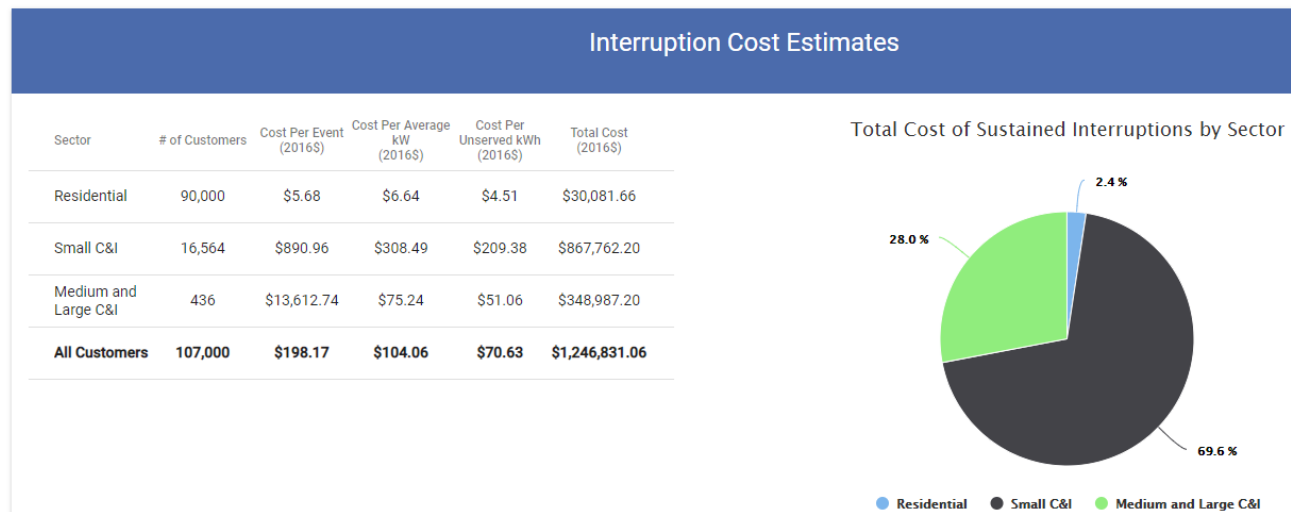 Interruption Cost Estimates
Sector # of Customers Cost Per Event (2016$) Cost Per Average kW (2016$) Cost Per Unserved kWh (2016$) Total Cost (2016$)
Residential 90,000 $5.68 $6.64 $4.51 $30,081.66
Small C&I 16,564 $890.96 $308.49 $209.38 $867,762.20
Medium and Large C&I 436 $13,612.74 $75.24 $51.06 $348,987.20
All Customers 107,000 $198.17 $104.06 $70.63 $1,246,831.06
Total Cost of Sustained Interruptions by Sector
2.4 %
28.0 %
69.6 %
Residential Small C&I Medium and Large C&I